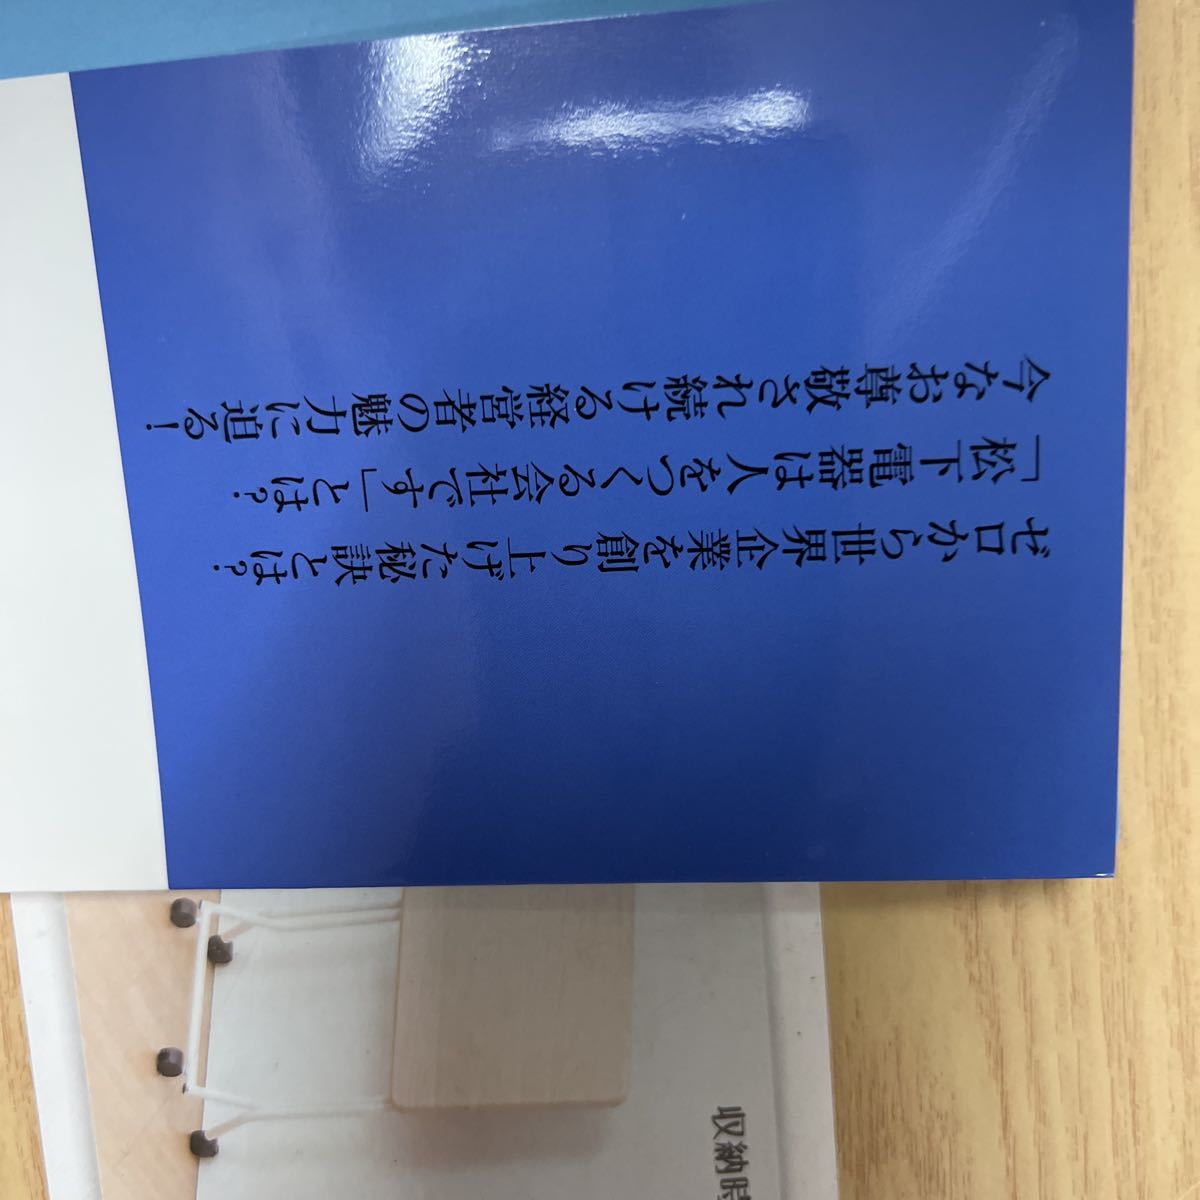 ゼロから世界企業を創り上げた秘訣とは?
「松下電器は人をつくる会社です」とは?
今なお尊敬され続ける経営者の魅力に迫る!
収納時